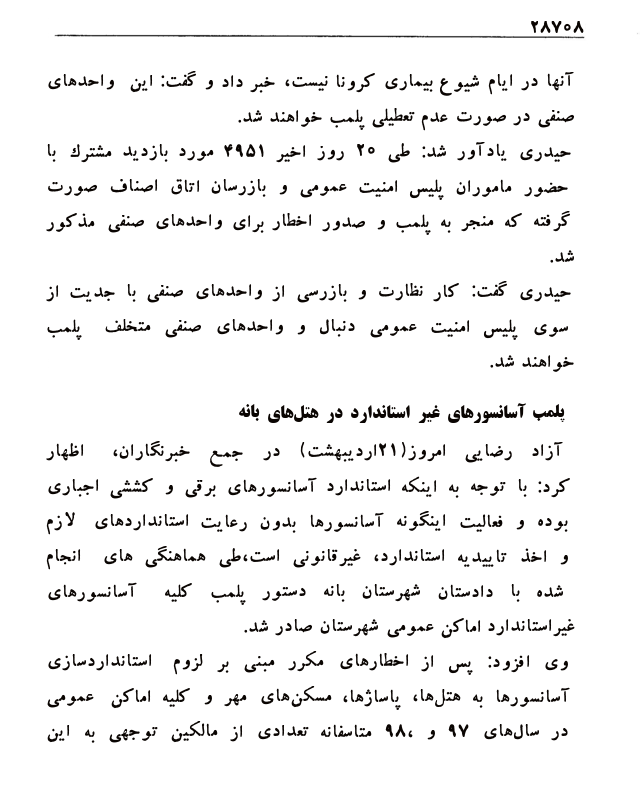 ۲۸۷۰۸
آنها در ایام شیوع بیماری کرونا نیست، خبر داد و گفت: این واحدهای
صنفی در صورت عدم تعطیلی پلمب خواهند شد.
حیدری یادآور شد: طی ۲۵ روز اخیر ۴۹۵۱ مورد بازدید مشترك با
حضور ماموران پلیس امنیت عمومی و بازرسان اتاق اصناف صورت
گرفته که منجر به پلمب و صدور اخطار برای واحدهای صنفی مذکور
شد.
حیدری گفت: کار نظارت و بازرسی از واحدهای صنفی با جدیت از
سوی پلیس امنیت عمومی دنبال و واحدهای صنفی متخلف پلمب
خواهند شد.
پلمب آسانسورهای غیر استاندارد در هتل‌های بانه
آزاد رضایی امروز(۲۱اردیبهشت) در جمع خبرنگاران، اظهار
کرد: با توجه به اینکه استاندارد آسانسورهای برقی و کششی اجباری
بوده و فعالیت اینگونه آسانسورها بدون رعایت استانداردهای لازم
و اخذ تاییدیه استاندارد، غیرقانونی است،طی هماهنگی های انجام
شده با دادستان شهرستان بانه دستور پلمب کلیه آسانسورهای
غیراستاندارد اماکن عمومی شهرستان صادر شد.
وی افزود: پس از اخطارهای مکرر مبنی بر لزوم استانداردسازی
آسانسورها به هتل‌ها، پاساژها، مسکن‌های مهر و کلیه اماکن عمومی
در سال‌های ۹۷ و ۹۸، متاسفانه تعدادی از مالکین توجهی به این